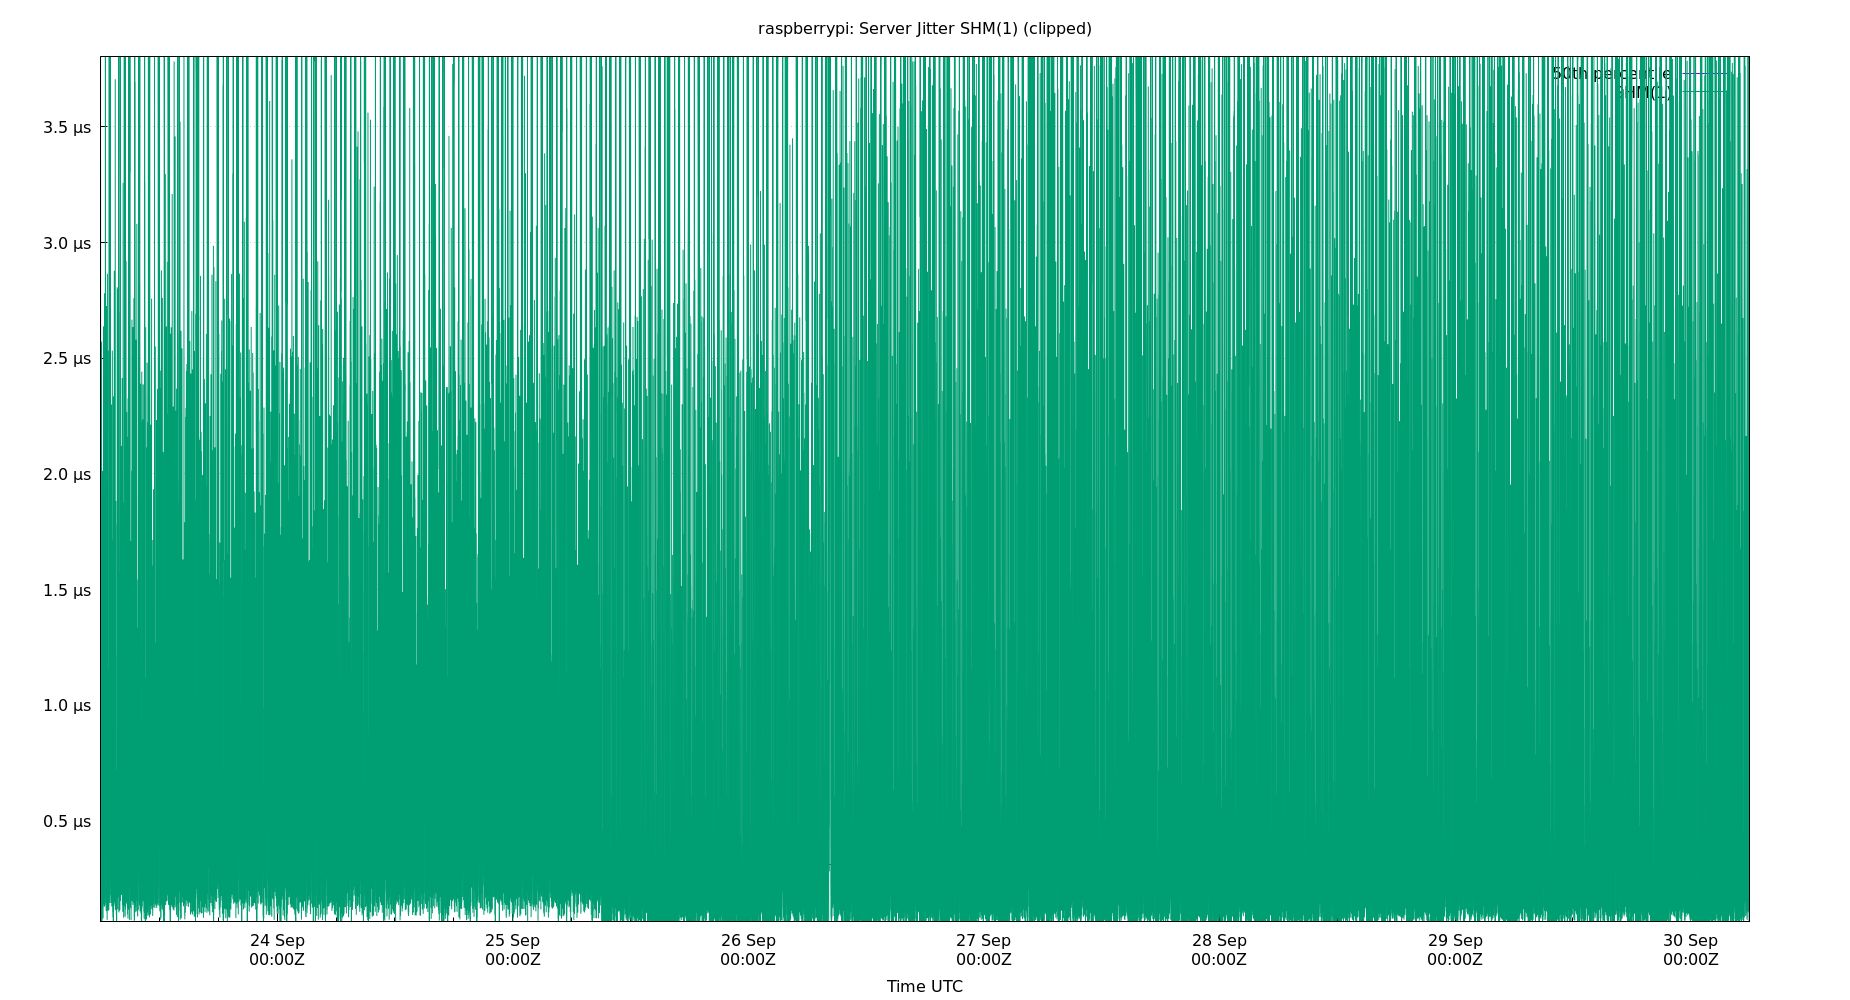 raspberrypi: Server Jitter SHM(1) (clipped)
50th percentile
SHM(1)
3.5 µs
3.0 µs
2.5 µs
2.0 µs
1.5 µs
1.0 µs
0.5 µs
24 Sep 25 Sep 26 Sep 27 Sep 28 Sep 29 Sep 30 Sep
00:00Z 00:00Z 00:00Z 00:00Z 00:00Z 00:00Z 00:00Z
Time UTC